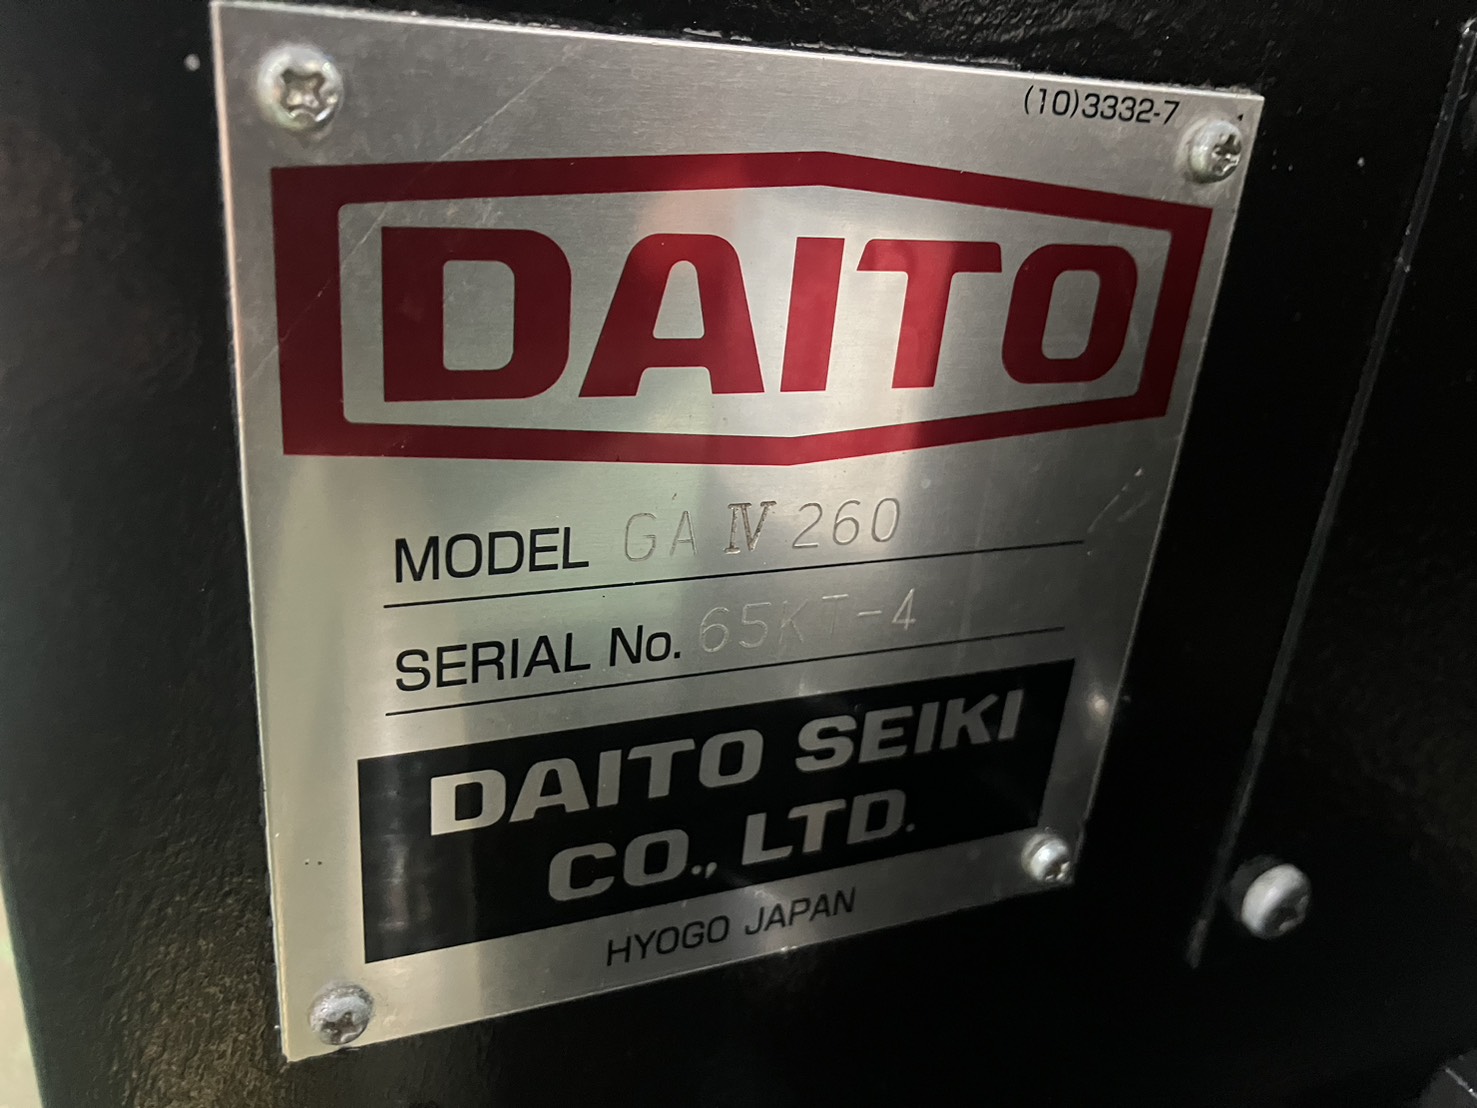 (10)3332-7
DAITO
MODEL GA Ⅳ 260
SERIAL No. 65KT-4
DAITO SEIKI
CO., LTD.
HYOGO JAPAN